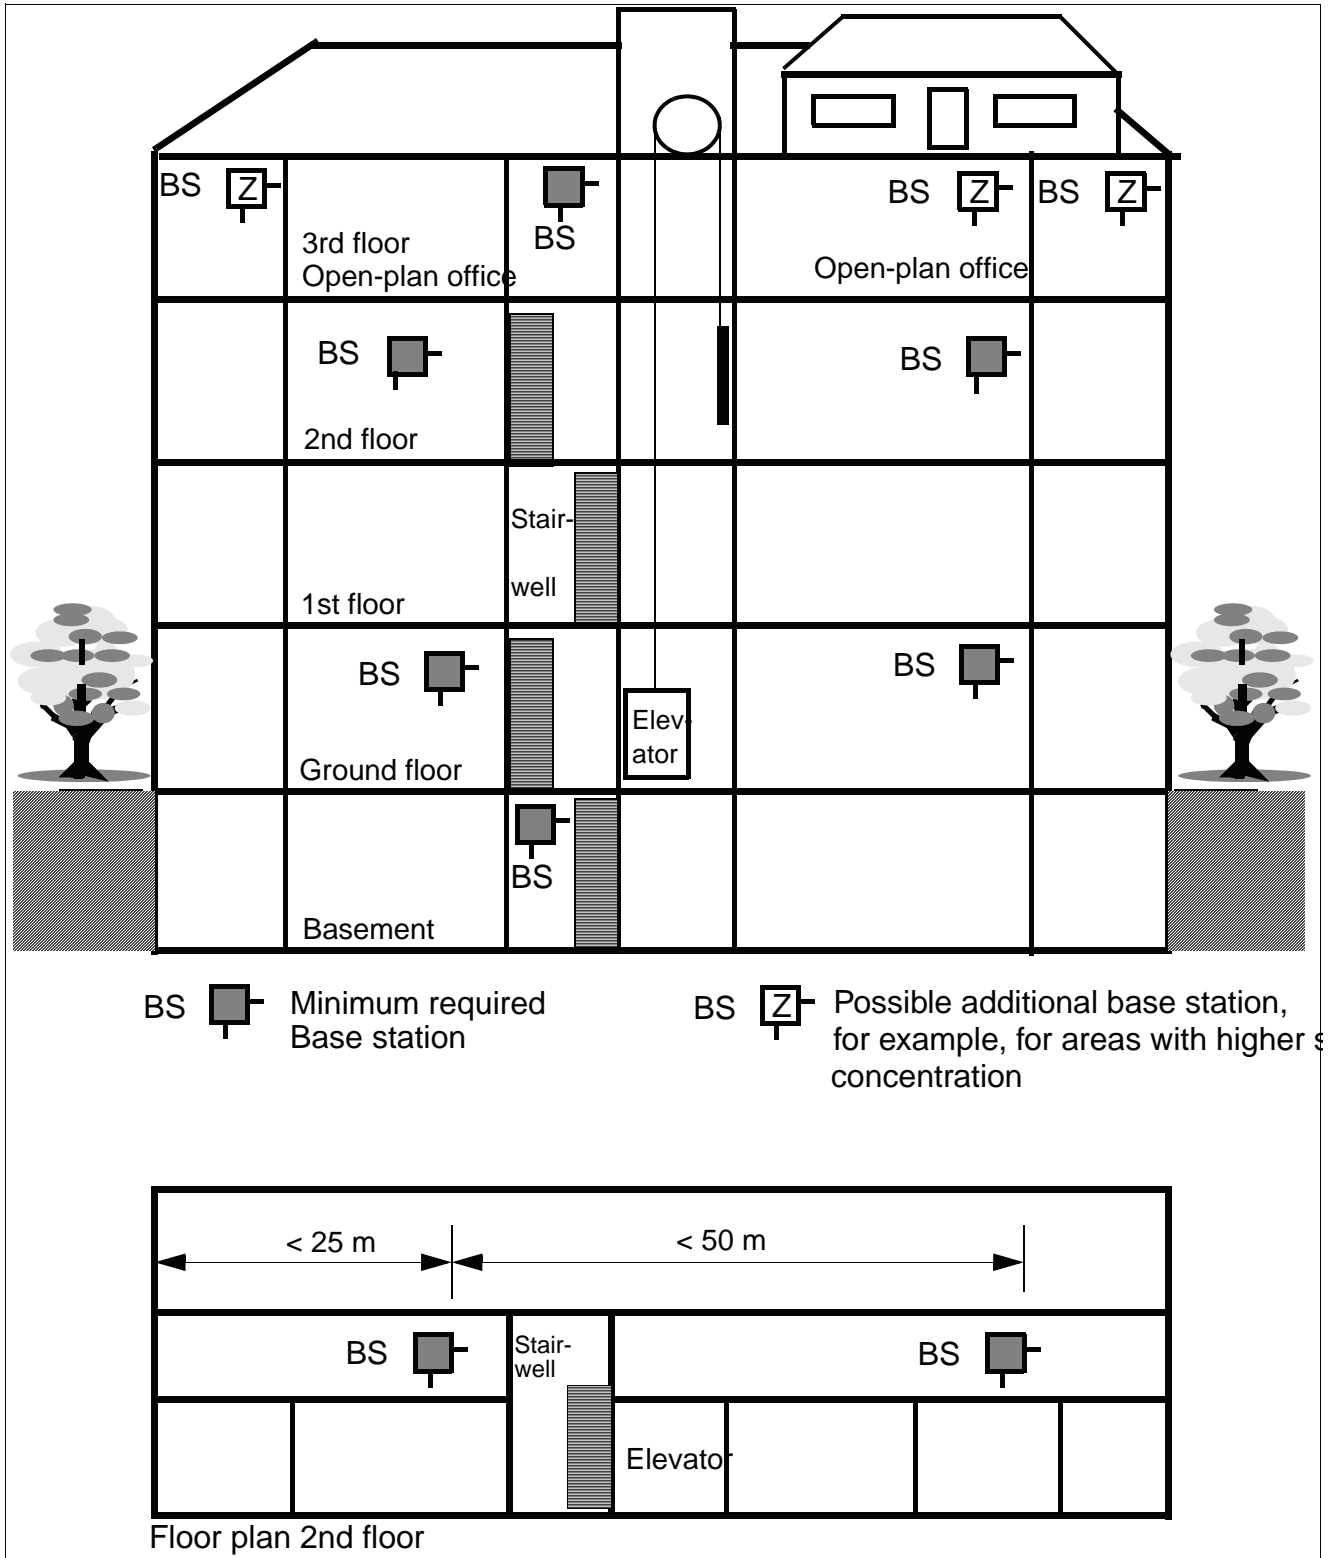 BS Z
BS
BS Z
BS Z
3rd floor
Open-plan office
Open-plan office
BS
BS
2nd floor
Stair-
well
1st floor
BS
BS
Elev-
ator
Ground floor
BS
Basement
BS
Minimum required
Base station
BS Z
Possible additional base station,
for example, for areas with higher s
concentration
< 25 m
< 50 m
BS
Stair-
well
BS
Elevator
Floor plan 2nd floor